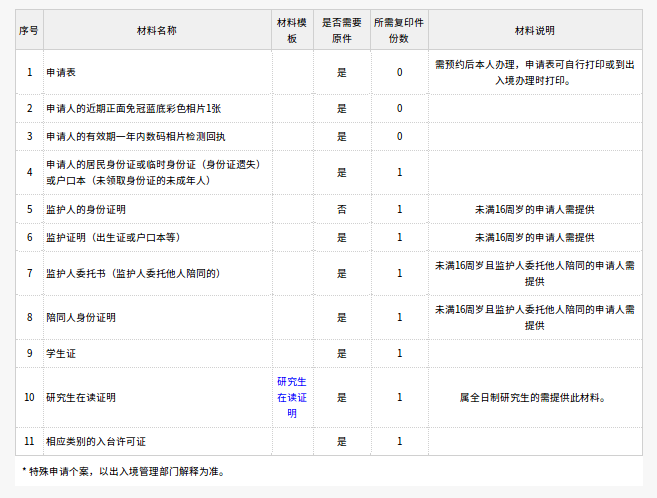 序号 材料名称 材料模板 是否需要原件 所需复印件份数 材料说明
1 申请表 是 0 需预约后本人办理，申请表可自行打印或到出入境办理时打印。
2 申请人的近期正面免冠蓝底彩色相片1张 是 0
3 申请人的有效期一年内数码相片检测回执 是 0
4 申请人的居民身份证或临时身份证（身份证遗失）或户口本（未领取身份证的未成年人） 是 1
5 监护人的身份证明 否 1 未满16周岁的申请人需提供
6 监护证明（出生证或户口本等） 是 1 未满16周岁的申请人需提供
7 监护人委托书（监护人委托他人陪同的） 是 1 未满16周岁且监护人委托他人陪同的申请人需提供
8 陪同人身份证明 是 1 未满16周岁且监护人委托他人陪同的申请人需提供
9 学生证 是 1
10 研究生在读证明 研究生在读证明 是 1 属全日制研究生的需提供此材料。
11 相应类别的入台许可证 是 1
* 特殊申请个案，以出入境管理部门解释为准。